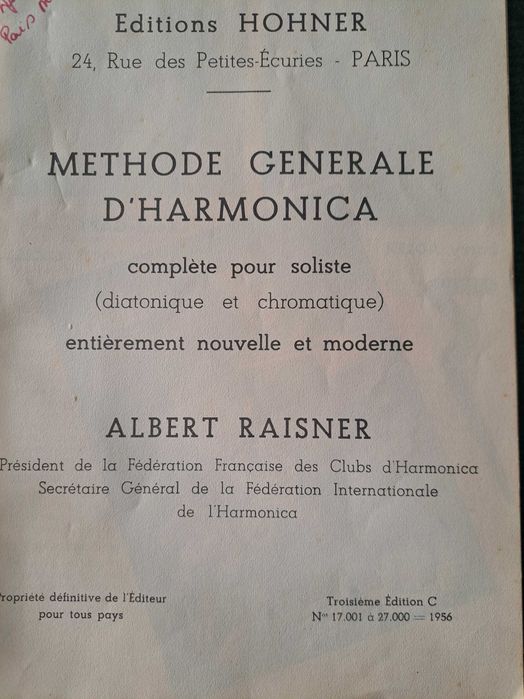 Pais
Editions HOHNER
24, Rue des Petites-Écuries - PARIS
METHODE GENERALE
D'HARMONICA
complète pour soliste
(diatonique et chromatique)
entièrement nouvelle et moderne
ALBERT RAISNER
Président de la Fédération Française des Clubs d'Harmonica
Secrétaire Général de la Fédération Internationale
de l'Harmonica
ropriété définitive de l'Éditeur
pour tous pays
Troisième Édition C
Nos 17.001 à 27.000 = 1956